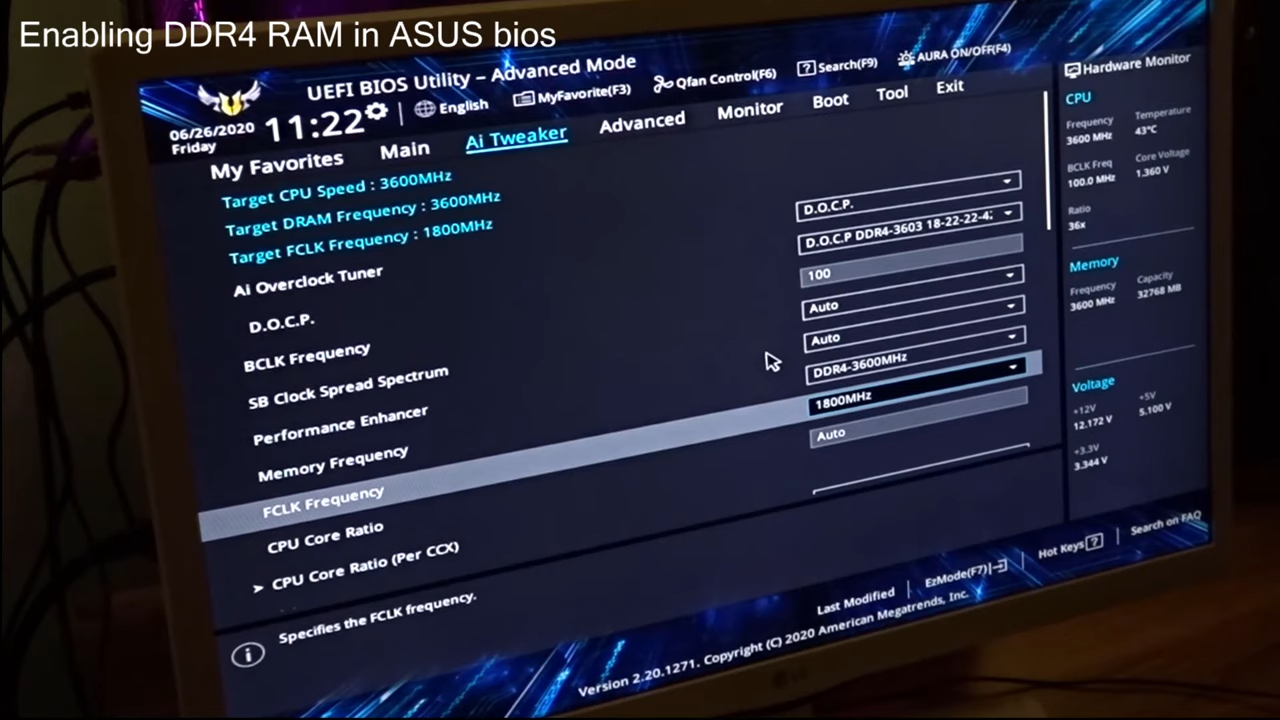 Enabling DDR4 RAM in ASUS bios
UEFI BIOS Utility – Advanced Mode
06/26/2020
Friday
11:22
English
MyFavorite(F3)
Qfan Control(F6)
Search(F9)
AURA ON/OFF(F4)
My Favorites
Main
Ai Tweaker
Advanced
Monitor
Boot
Tool
Exit
Target CPU Speed : 3600MHz
Target DRAM Frequency : 3600MHz
Target FCLK Frequency : 1800MHz
Ai Overclock Tuner
D.O.C.P.
D.O.C.P.
D.O.C.P DDR4-3603 18-22-22-42
BCLK Frequency
100
SB Clock Spread Spectrum
Auto
Performance Enhancer
Auto
Memory Frequency
DDR4-3600MHz
FCLK Frequency
1800MHz
CPU Core Ratio
Auto
> CPU Core Ratio (Per CCX)
Specifies the FCLK frequency.
Hardware Monitor
CPU
Frequency
3600 MHz
Temperature
43°C
BCLK Freq
100.0 MHz
Core Voltage
1.360 V
Ratio
36x
Memory
Frequency
3600 MHz
Capacity
32768 MB
Voltage
+12V
12.172 V
+5V
5.100 V
+3.3V
3.344 V
Last Modified
EzMode(F7)
Hot Keys ?
Search on FAQ
Version 2.20.1271. Copyright (C) 2020 American Megatrends, Inc.
LG